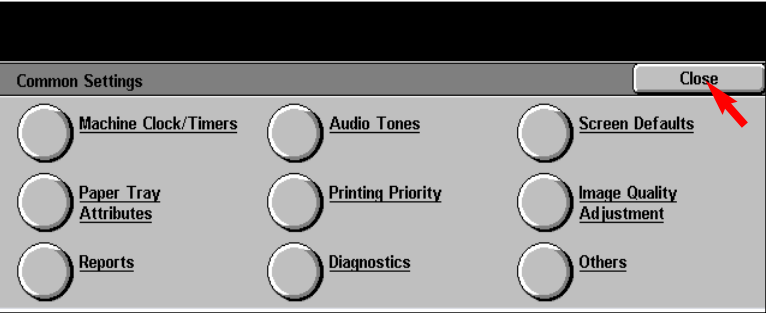 Common Settings
Close
Machine Clock/Timers
Audio Tones
Screen Defaults
Paper Tray
Attributes
Printing Priority
Image Quality
Adjustment
Reports
Diagnostics
Others